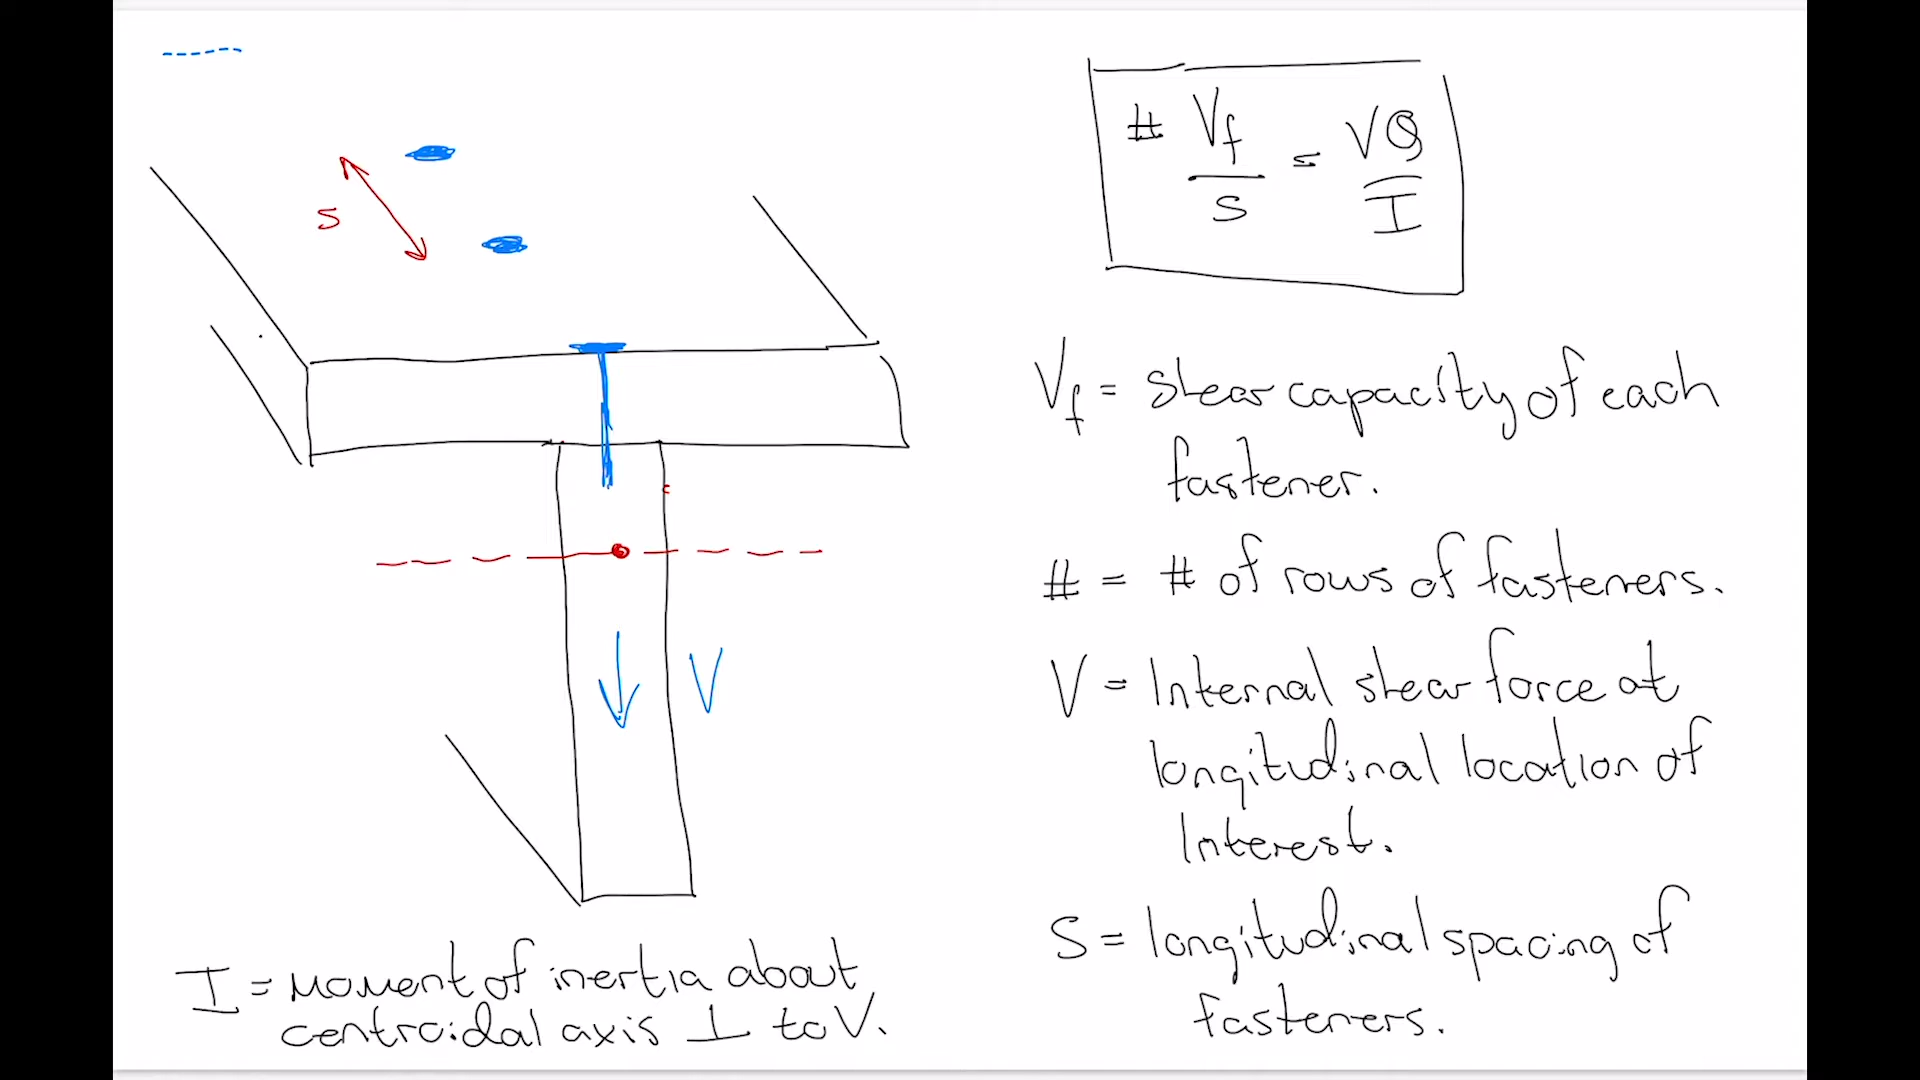 # Vf/S = VQ/I
S
Vf = shear capacity of each
fastener.
# = # of rows of fasteners.
V
V = Internal shear force at
longitudinal location of
Interest.
S = longitudinal spacing of
fasteners.
I = Moment of inertia about
centroidal axis ⊥ to V.